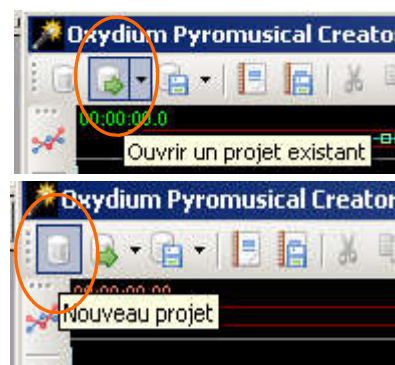 Oxydium Pyromusical Creato
00:00:00.0
Ouvrir un projet existant
Oxydium Pyromusical Creator
00:00:00.00
Nouveau projet